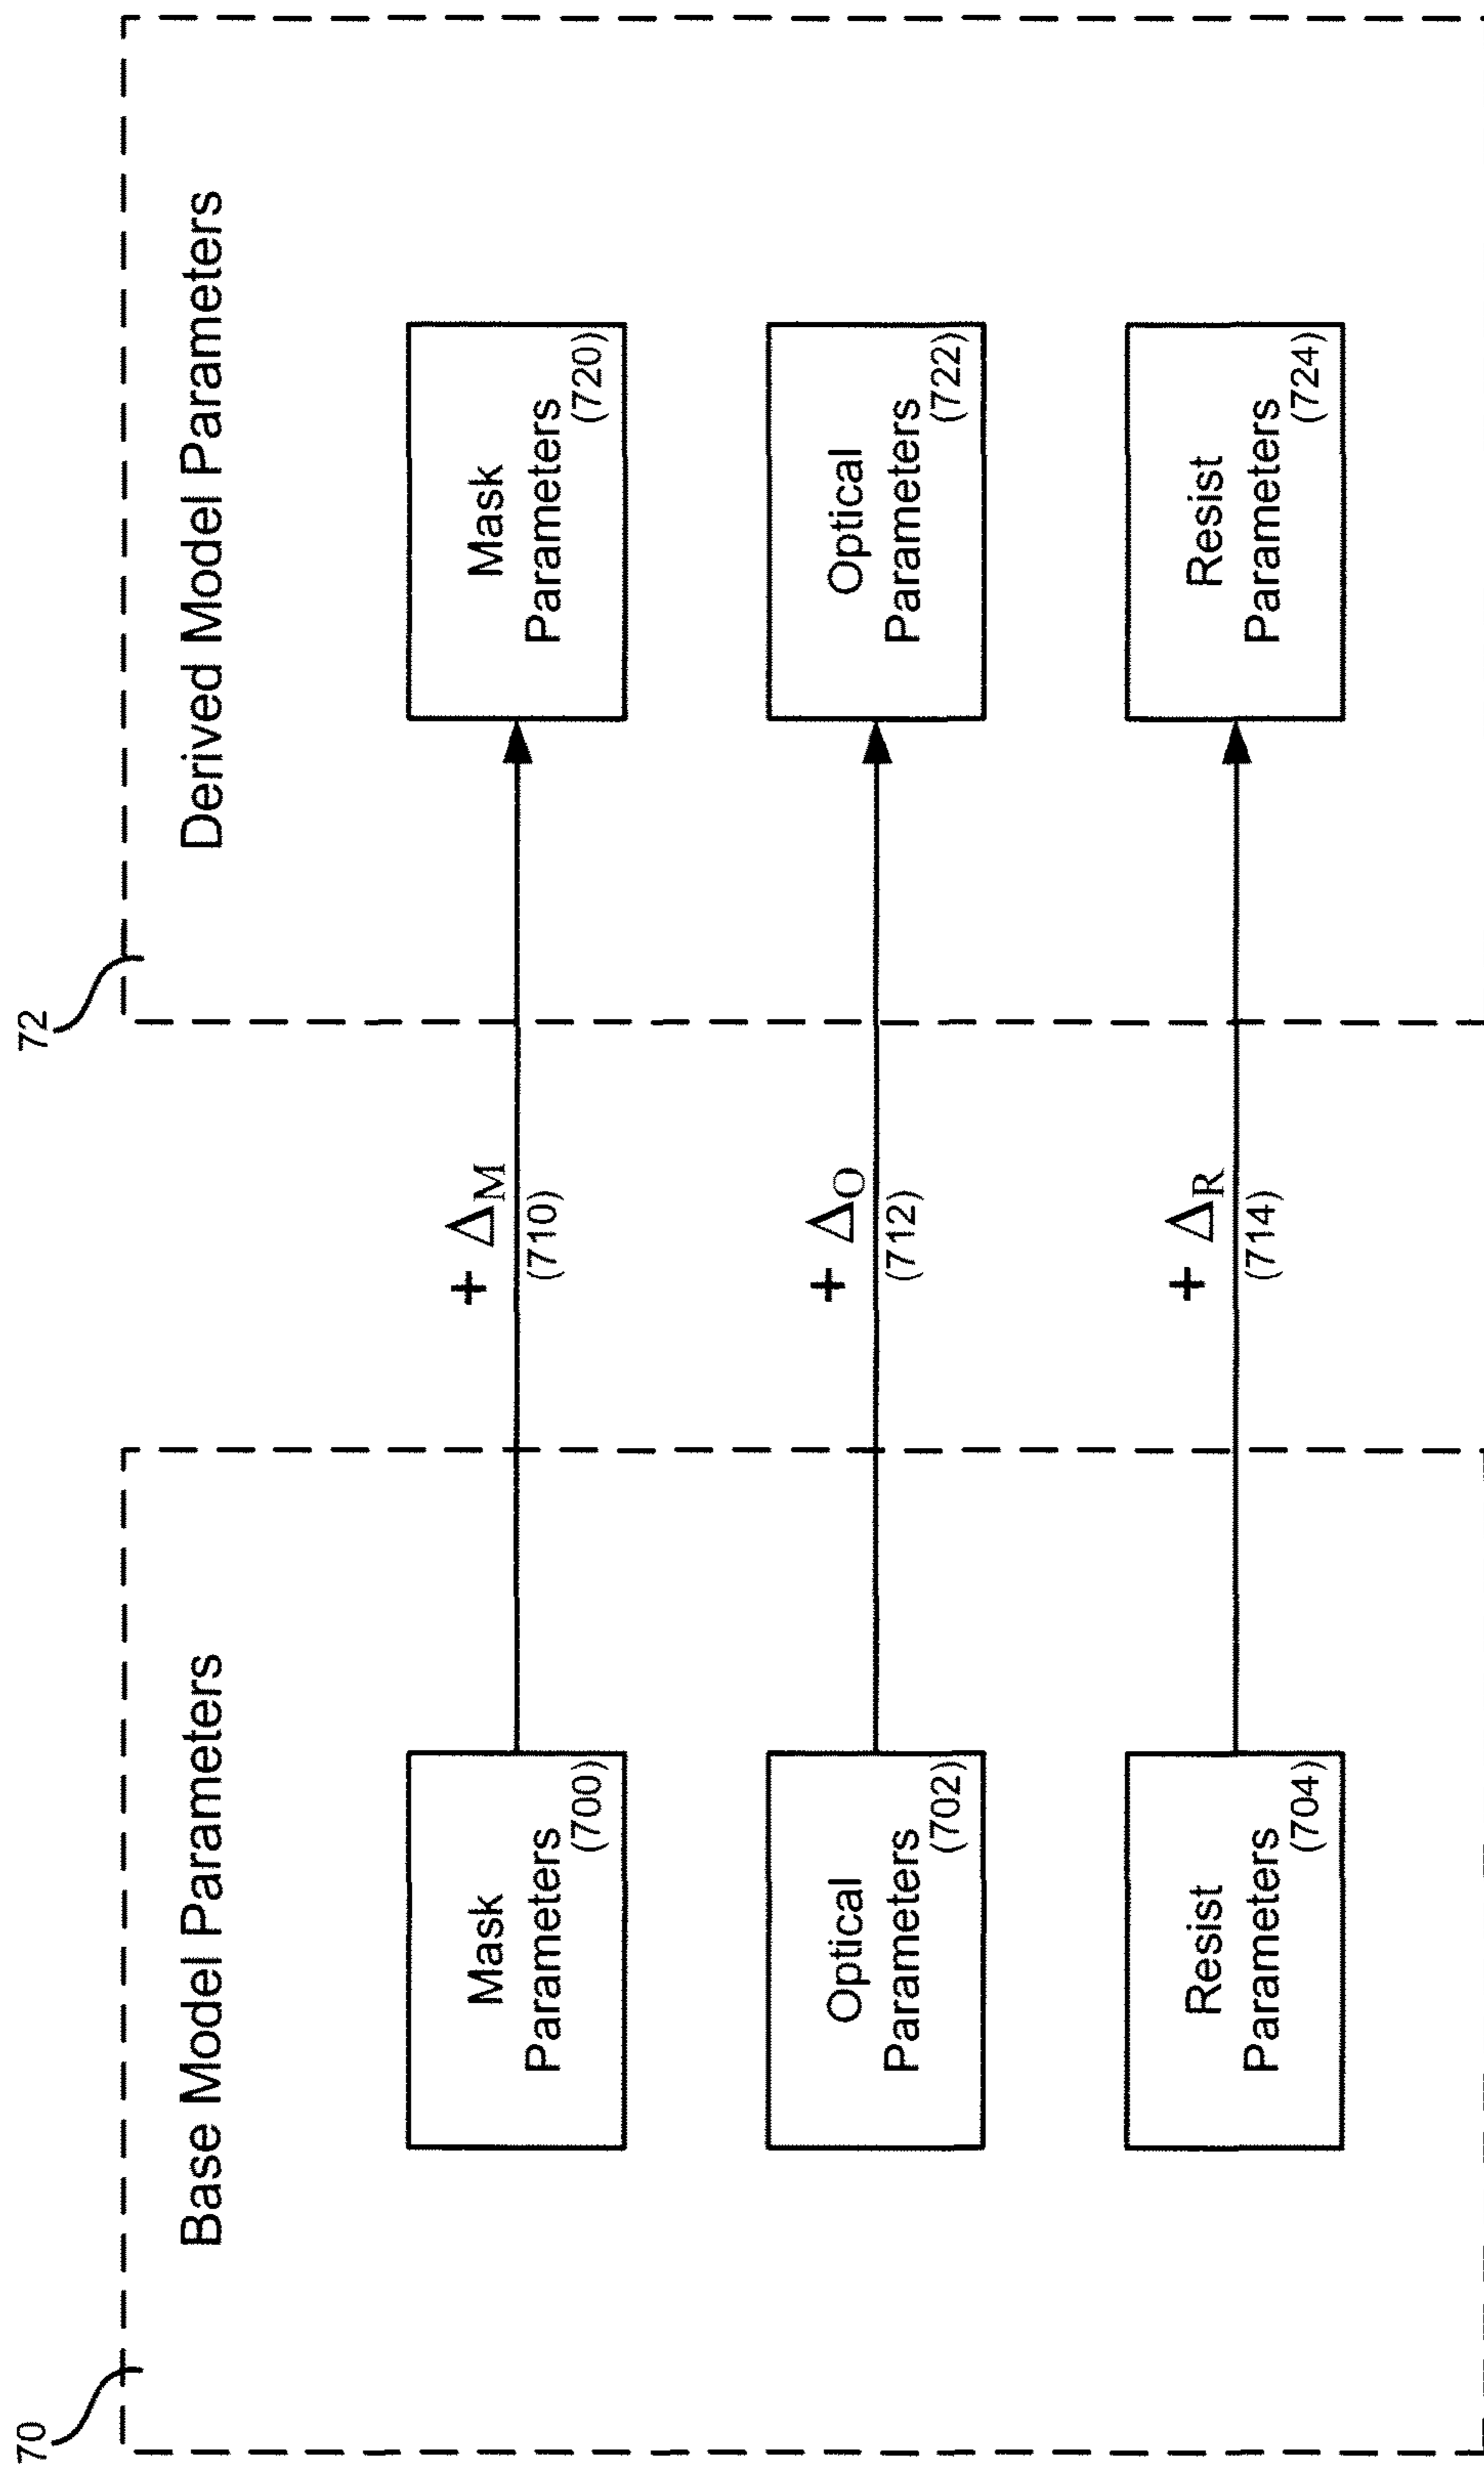 70
72
Base Model Parameters
Derived Model Parameters
Mask
Parameters
(700)
+ ΔM
(710)
Mask
Parameters
(720)
Optical
Parameters
(702)
+ ΔO
(712)
Optical
Parameters
(722)
Resist
Parameters
(704)
+ ΔR
(714)
Resist
Parameters
(724)